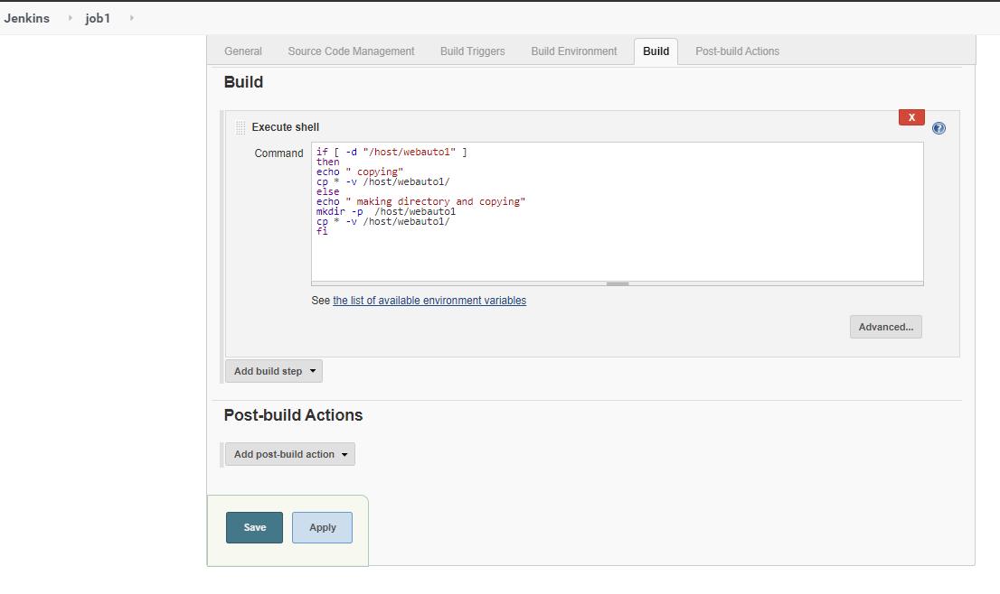 Jenkins job1
General Source Code Management Build Triggers Build Environment Build Post-build Actions
Build
X
Execute shell
?
Command
if [ -d "/host/webauto1" ]
then
echo " copying"
cp * -v /host/webauto1/
else
echo " making directory and copying"
mkdir -p  /host/webauto1
cp * -v /host/webauto1/
fi
See the list of available environment variables
Advanced...
Add build step
Post-build Actions
Add post-build action
Save Apply